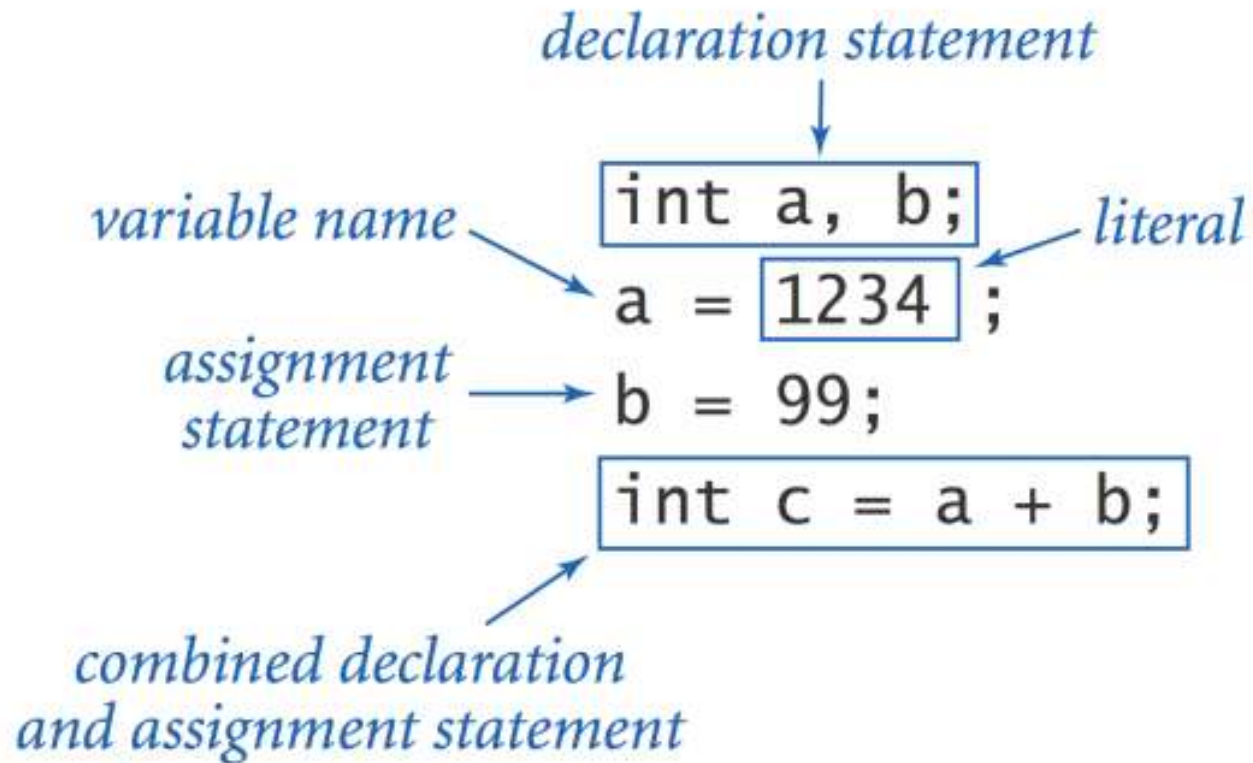 declaration statement
int a, b;
variable name
literal
a = 1234 ;
assignment
statement
b = 99;
int c = a + b;
combined declaration
and assignment statement